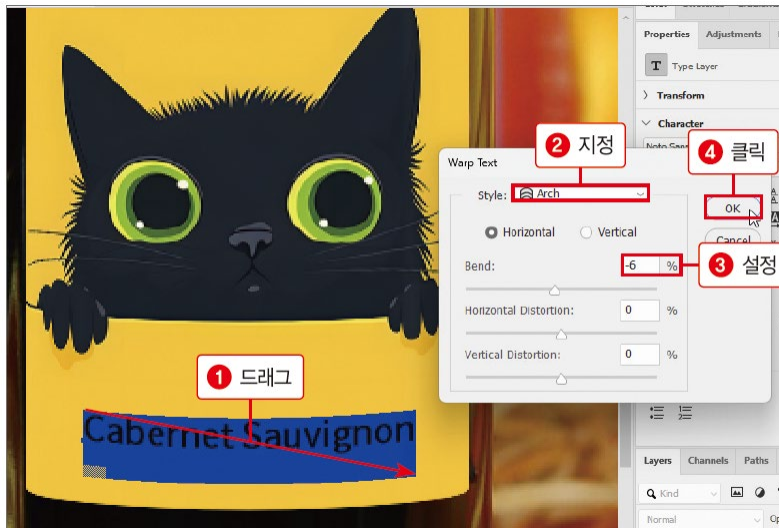 Properties
Adjustments
T Type Layer
Transform
Character
Warp Text
2 지정
4 클릭
Style: Arch
OK
Horizontal
Vertical
Cancel
Bend: -6 %
3 설정
Horizontal Distortion: 0 %
Vertical Distortion: 0 %
1 드래그
Cabernet Sauvignon
Layers
Channels
Paths
Kind
Normal